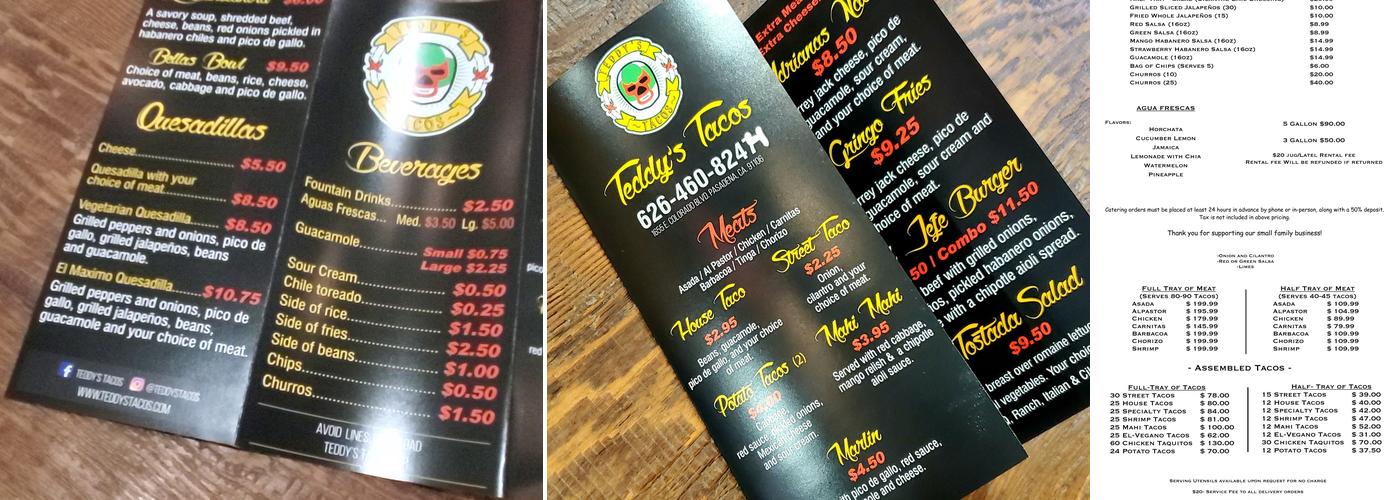 A savory soup, shredded beef,
cheese, beans, red onions pickled in
habanero chiles and pico de gallo.
Bellas Bowl $9.50
Choice of meat, beans, rice, cheese,
avocado, cabbage and pico de gallo.
Quesadillas
Cheese $5.50
Quesadilla with your
choice of meat $8.50
Vegetarian Quesadilla $8.50
Grilled peppers and onions, pico de
gallo, grilled jalapeños, beans
and guacamole.
El Maximo Quesadilla $10.75
Grilled peppers and onions, pico de
gallo, grilled jalapeños, beans,
guacamole and your choice of meat.
TEDDY'S TACOS @TEDDYSTACOS
WWW.TEDDYSTACOS.COM
TEDDY'S
TACOS
Beverages
Fountain Drinks $2.50
Aguas Frescas Med. $3.50 Lg. $5.00
Guacamole Small $0.75
Large $2.25
Sour Cream $0.50
Chile toreado $0.25
Side of rice $1.50
Side of fries $2.50
Side of beans $1.00
Chips $0.50
Churros $1.50
AVOID LINES
TEDDY'S
TEDDY'S
TACOS
Teddy's Tacos
626-460-8244
1655 E. COLORADO BLVD. PASADENA, CA. 91106
Meats
Asada / Al Pastor / Chicken / Carnitas
Barbacoa / Tinga / Chorizo
Street Taco
$2.25
Onion,
cilantro and your
choice of meat.
House Taco
$2.95
Beans, guacamole,
pico de gallo, and your choice
of meat.
Mahi Mahi
$3.95
Served with red cabbage,
mango relish & a chipotle
aioli sauce.
Potato Tacos (2)
Cabbage,
red sauce, pickled onions,
Mexican cheese
and sour cream.
Marlin
$4.50
with pico de gallo, red sauce,
Extra Meat
Extra Cheese
Adrianas
$8.50
rey jack cheese, pico de
guacamole, sour cream
and your choice of meat.
Gringo Fries
$9.25
rey jack cheese, pico de
guacamole, sour cream and
choice of meat.
Jefe Burger
50 / Combo $11.50
beef with grilled onions,
os, pickled habanero onions,
with a chipotle aioli spread.
Tostada Salad
$9.50
breast over romaine lettuce
vegetables. Your choice
Ranch, Italian &
Grilled Sliced Jalapeños (30) $10.00
Fried Whole Jalapeños (15) $10.00
Red Salsa (16oz) $8.99
Green Salsa (16oz) $8.99
Mango Habanero Salsa (16oz) $14.99
Strawberry Habanero Salsa (16oz) $14.99
Guacamole (16oz) $14.99
Bag of Chips (Serves 5) $6.00
Churros (10) $20.00
Churros (25) $40.00
AGUA FRESCAS
Flavors:
Horchata
Cucumber Lemon
Jamaica
Lemonade with Chia
Watermelon
Pineapple
5 Gallon $90.00
3 Gallon $50.00
$20 jug/Latel Rental fee
Rental fee Will be refunded if returned
Catering orders must be placed at least 24 hours in advance by phone or in-person, along with a 50% deposit.
Tax is not included in above pricing.
Thank you for supporting our small family business!
-Onion and Cilantro
-Red or Green Salsa
-Limes
Full Tray of Meat
(Serves 80-90 Tacos)
Asada $ 199.99
Alpastor $ 195.99
Chicken $ 179.99
Carnitas $ 145.99
Barbacoa $ 199.99
Chorizo $ 199.99
Shrimp $ 199.99
Half Tray of Meat
(Serves 40-45 tacos)
Asada $ 109.99
Alpastor $ 104.99
Chicken $ 89.99
Carnitas $ 79.99
Barbacoa $ 109.99
Chorizo $ 109.99
Shrimp $ 109.99
- Assembled Tacos -
Full-Tray of Tacos
30 Street Tacos $ 78.00
25 House Tacos $ 80.00
25 Specialty Tacos $ 84.00
25 Shrimp Tacos $ 81.00
25 Mahi Tacos $ 100.00
25 El-Vegano Tacos $ 62.00
60 Chicken Taquitos $ 130.00
24 Potato Tacos $ 70.00
Half- Tray of Tacos
15 Street Tacos $ 39.00
12 House Tacos $ 40.00
12 Specialty Tacos $ 42.00
12 Shrimp Tacos $ 47.00
12 Mahi Tacos $ 52.00
12 El-Vegano Tacos $ 31.00
30 Chicken Taquitos $ 70.00
12 Potato Tacos $ 37.50
Serving Utensils available upon request for no charge
$20- Service Fee to all delivery orders